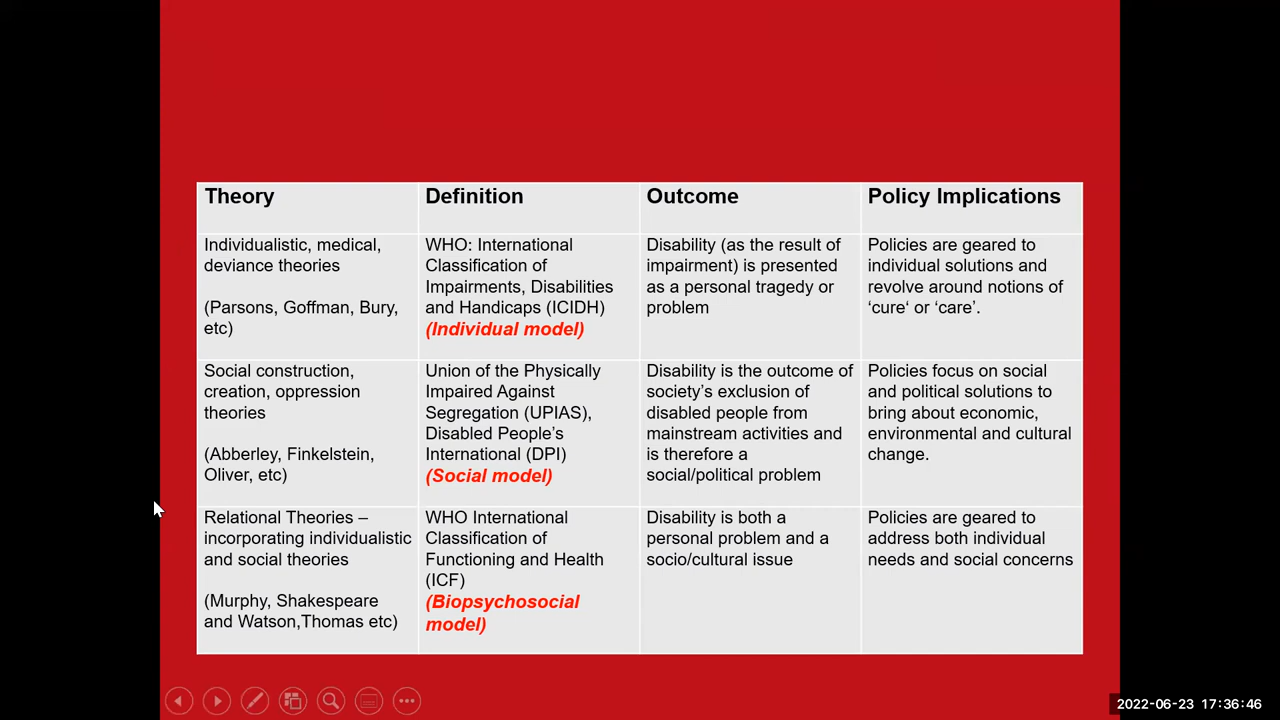 Theory
Definition
Outcome
Policy Implications
Individualistic, medical,
deviance theories
(Parsons, Goffman, Bury,
etc)
WHO: International
Classification of
Impairments, Disabilities
and Handicaps (ICIDH)
(Individual model)
Disability (as the result of
impairment) is presented
as a personal tragedy or
problem
Policies are geared to
individual solutions and
revolve around notions of
‘cure‘ or ‘care’.
Social construction,
creation, oppression
theories
(Abberley, Finkelstein,
Oliver, etc)
Union of the Physically
Impaired Against
Segregation (UPIAS),
Disabled People’s
International (DPI)
(Social model)
Disability is the outcome of
society’s exclusion of
disabled people from
mainstream activities and
is therefore a
social/political problem
Policies focus on social
and political solutions to
bring about economic,
environmental and cultural
change.
Relational Theories –
incorporating individualistic
and social theories
(Murphy, Shakespeare
and Watson,Thomas etc)
WHO International
Classification of
Functioning and Health
(ICF)
(Biopsychosocial
model)
Disability is both a
personal problem and a
socio/cultural issue
Policies are geared to
address both individual
needs and social concerns
2022-06-23 17:36:46